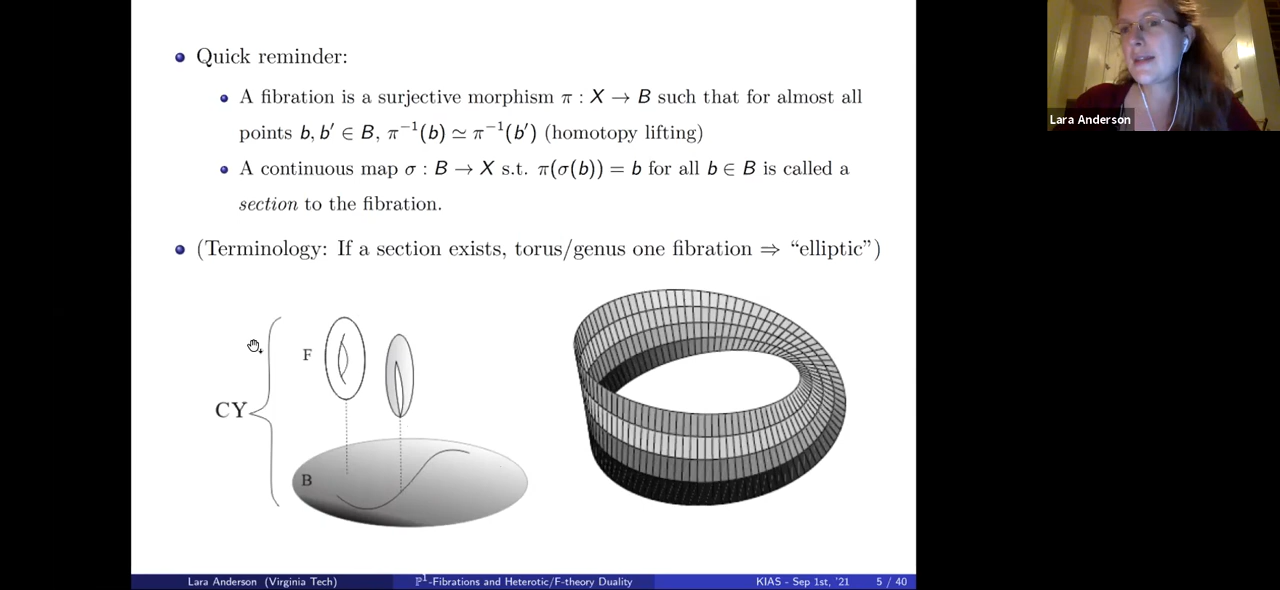 Quick reminder:
A fibration is a surjective morphism π : X → B such that for almost all
points b, b′ ∈ B, π⁻¹(b) ≃ π⁻¹(b′) (homotopy lifting)
A continuous map σ : B → X s.t. π(σ(b)) = b for all b ∈ B is called a
section to the fibration.
(Terminology: If a section exists, torus/genus one fibration ⇒ “elliptic”)
F
CY
B
Lara Anderson (Virginia Tech)
ℙ¹-Fibrations and Heterotic/F-theory Duality
KIAS - Sep 1st, '21
5 / 40
Lara Anderson